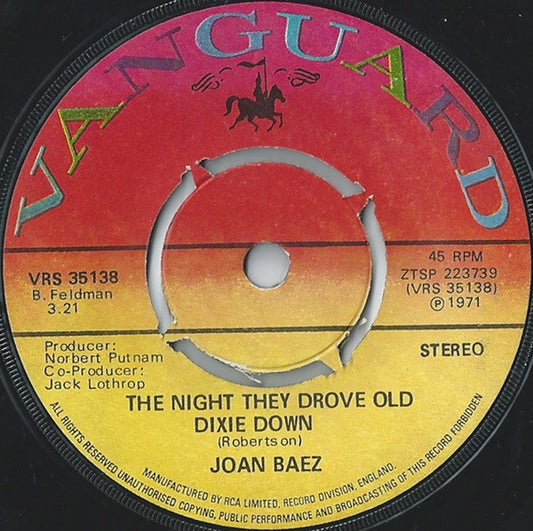 VANGUARD
VRS 35138
B. Feldman
3.21
45 RPM
ZTSP 223739
(VRS 35138)
℗ 1971
Producer:
Norbert Putnam
Co-Producer:
Jack Lothrop
STEREO
THE NIGHT THEY DROVE OLD
DIXIE DOWN
(Robertson)
JOAN BAEZ
MANUFACTURED BY RCA LIMITED, RECORD DIVISION, ENGLAND.
ALL RIGHTS RESERVED UNAUTHORISED COPYING, PUBLIC PERFORMANCE AND BROADCASTING OF THIS RECORD FORBIDDEN